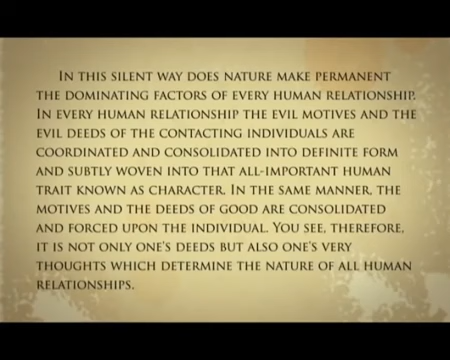 In this silent way does nature make permanent
the dominating factors of every human relationship.
In every human relationship the evil motives and the
evil deeds of the contacting individuals are
coordinated and consolidated into definite form
and subtly woven into that all-important human
trait known as character. In the same manner, the
motives and the deeds of good are consolidated
and forced upon the individual. You see, therefore,
it is not only one's deeds but also one's very
thoughts which determine the nature of all human
relationships.